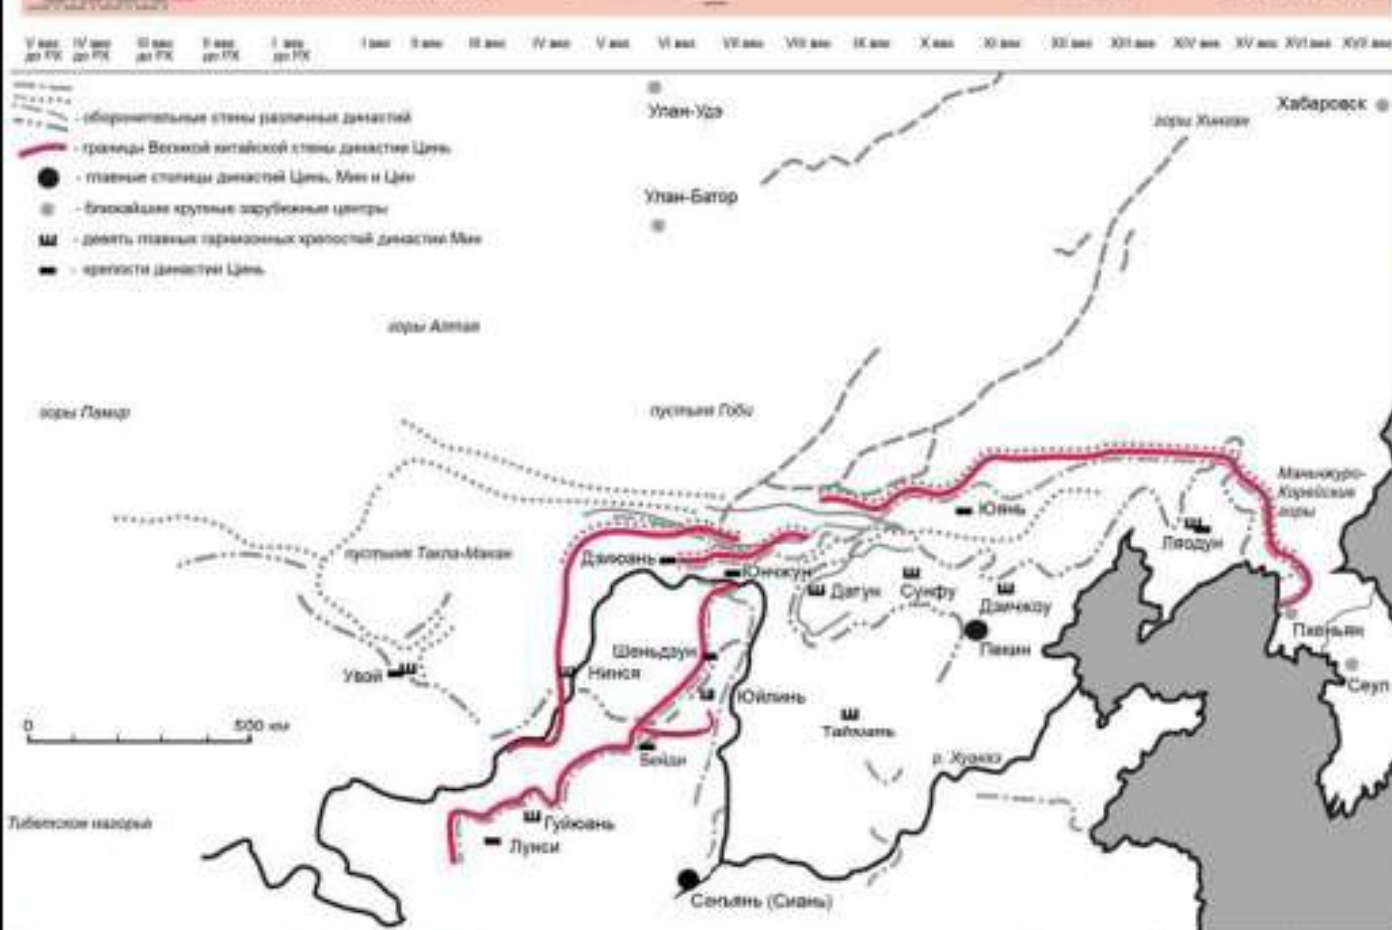 V век IV век III век II век I век I век II век III век IV век V век VI век VII век VIII век IX век X век XI век XII век XIII век XIV век XV век XVI век XVII век
до РХ до РХ до РХ до РХ до РХ
- оборонительные стены различных династий
- границы Великой китайской стены династии Цинь
- главные столицы династий Цинь, Мин и Цин
- ближайшие крупные зарубежные центры
- девять главных гарнизонных крепостей династии Мин
- крепости династии Цинь
Улан-Удэ
Хабаровск
горы Хинган
Улан-Батор
горы Алтая
горы Памир
пустыня Гоби
Маньчжуро-
Корейские
горы
Юянь
Ляодун
пустыня Такла-Макан
Дзиюань
Юнчжун
Датун
Сунфу
Дзичжоу
Пекин
Пхеньян
Сеул
Шеньдзун
Нинся
Увой
Юйлинь
Тайюань
0 500 км
Бейди
р. Хуанхэ
Тибетское нагорье
Гуйюань
Лунси
Саньянь (Сиань)